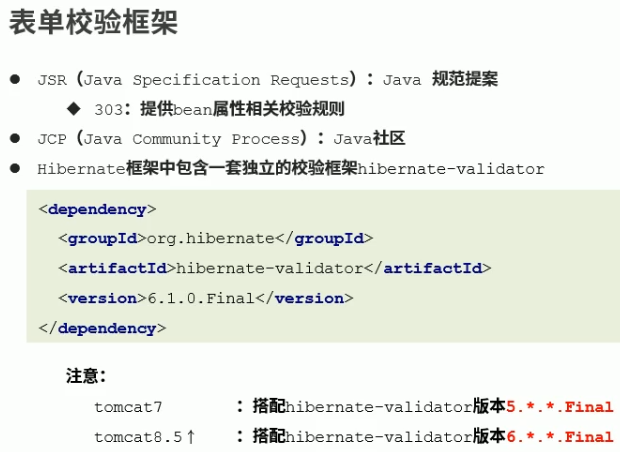 表单校验框架
● JSR（Java Specification Requests）：Java 规范提案
◆ 303：提供bean属性相关校验规则
● JCP（Java Community Process）：Java社区
● Hibernate框架中包含一套独立的校验框架hibernate-validator
<dependency>
<groupId>org.hibernate</groupId>
<artifactId>hibernate-validator</artifactId>
<version>6.1.0.Final</version>
</dependency>
注意：
tomcat7 ：搭配hibernate-validator版本5.*.*.Final
tomcat8.5↑ ：搭配hibernate-validator版本6.*.*.Final